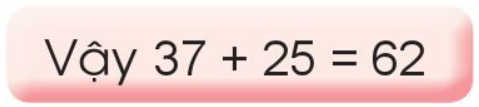 Vậy 37 + 25 = 62